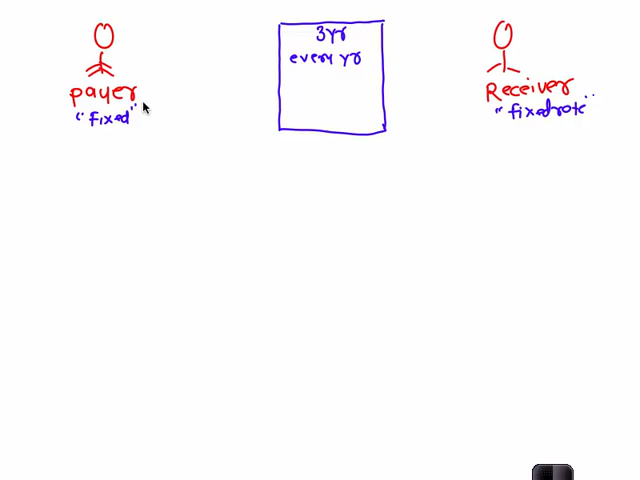 3yr
every yr
payer
"fixed"
Receiver
"fixed rate"